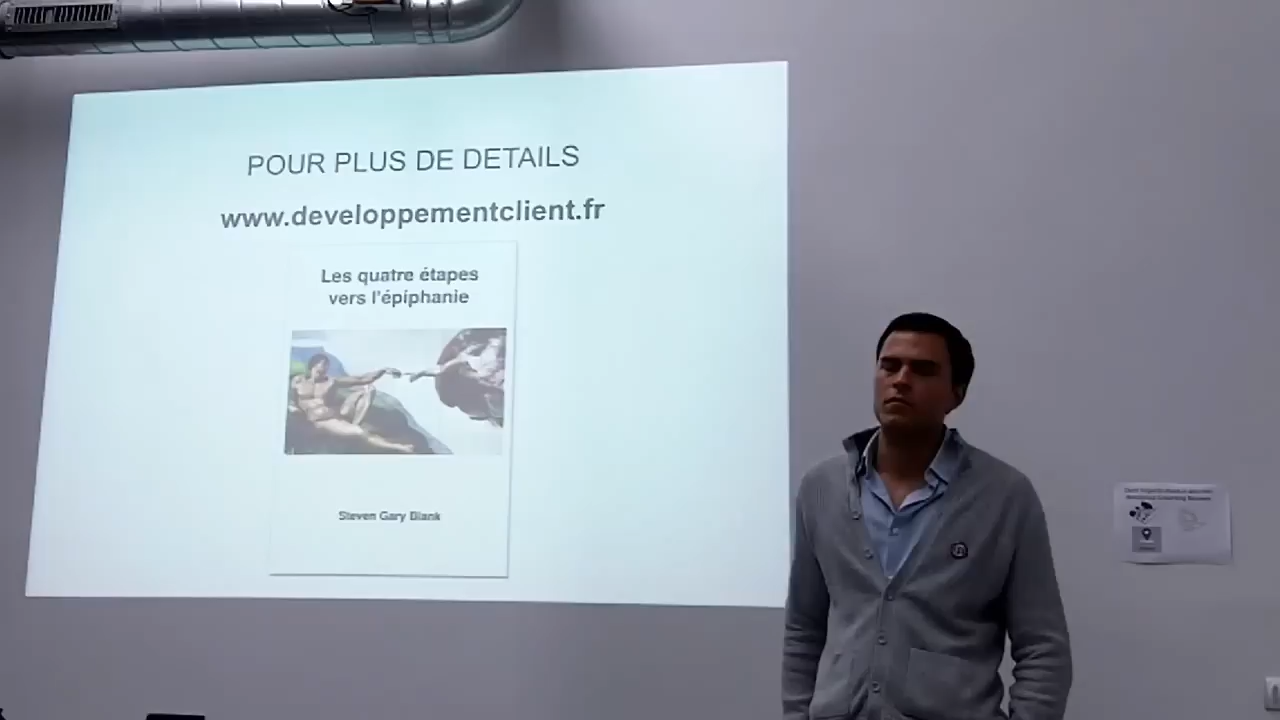 POUR PLUS DE DETAILS
www.developpementclient.fr
Les quatre étapes
vers l'épiphanie
Steven Gary Blank